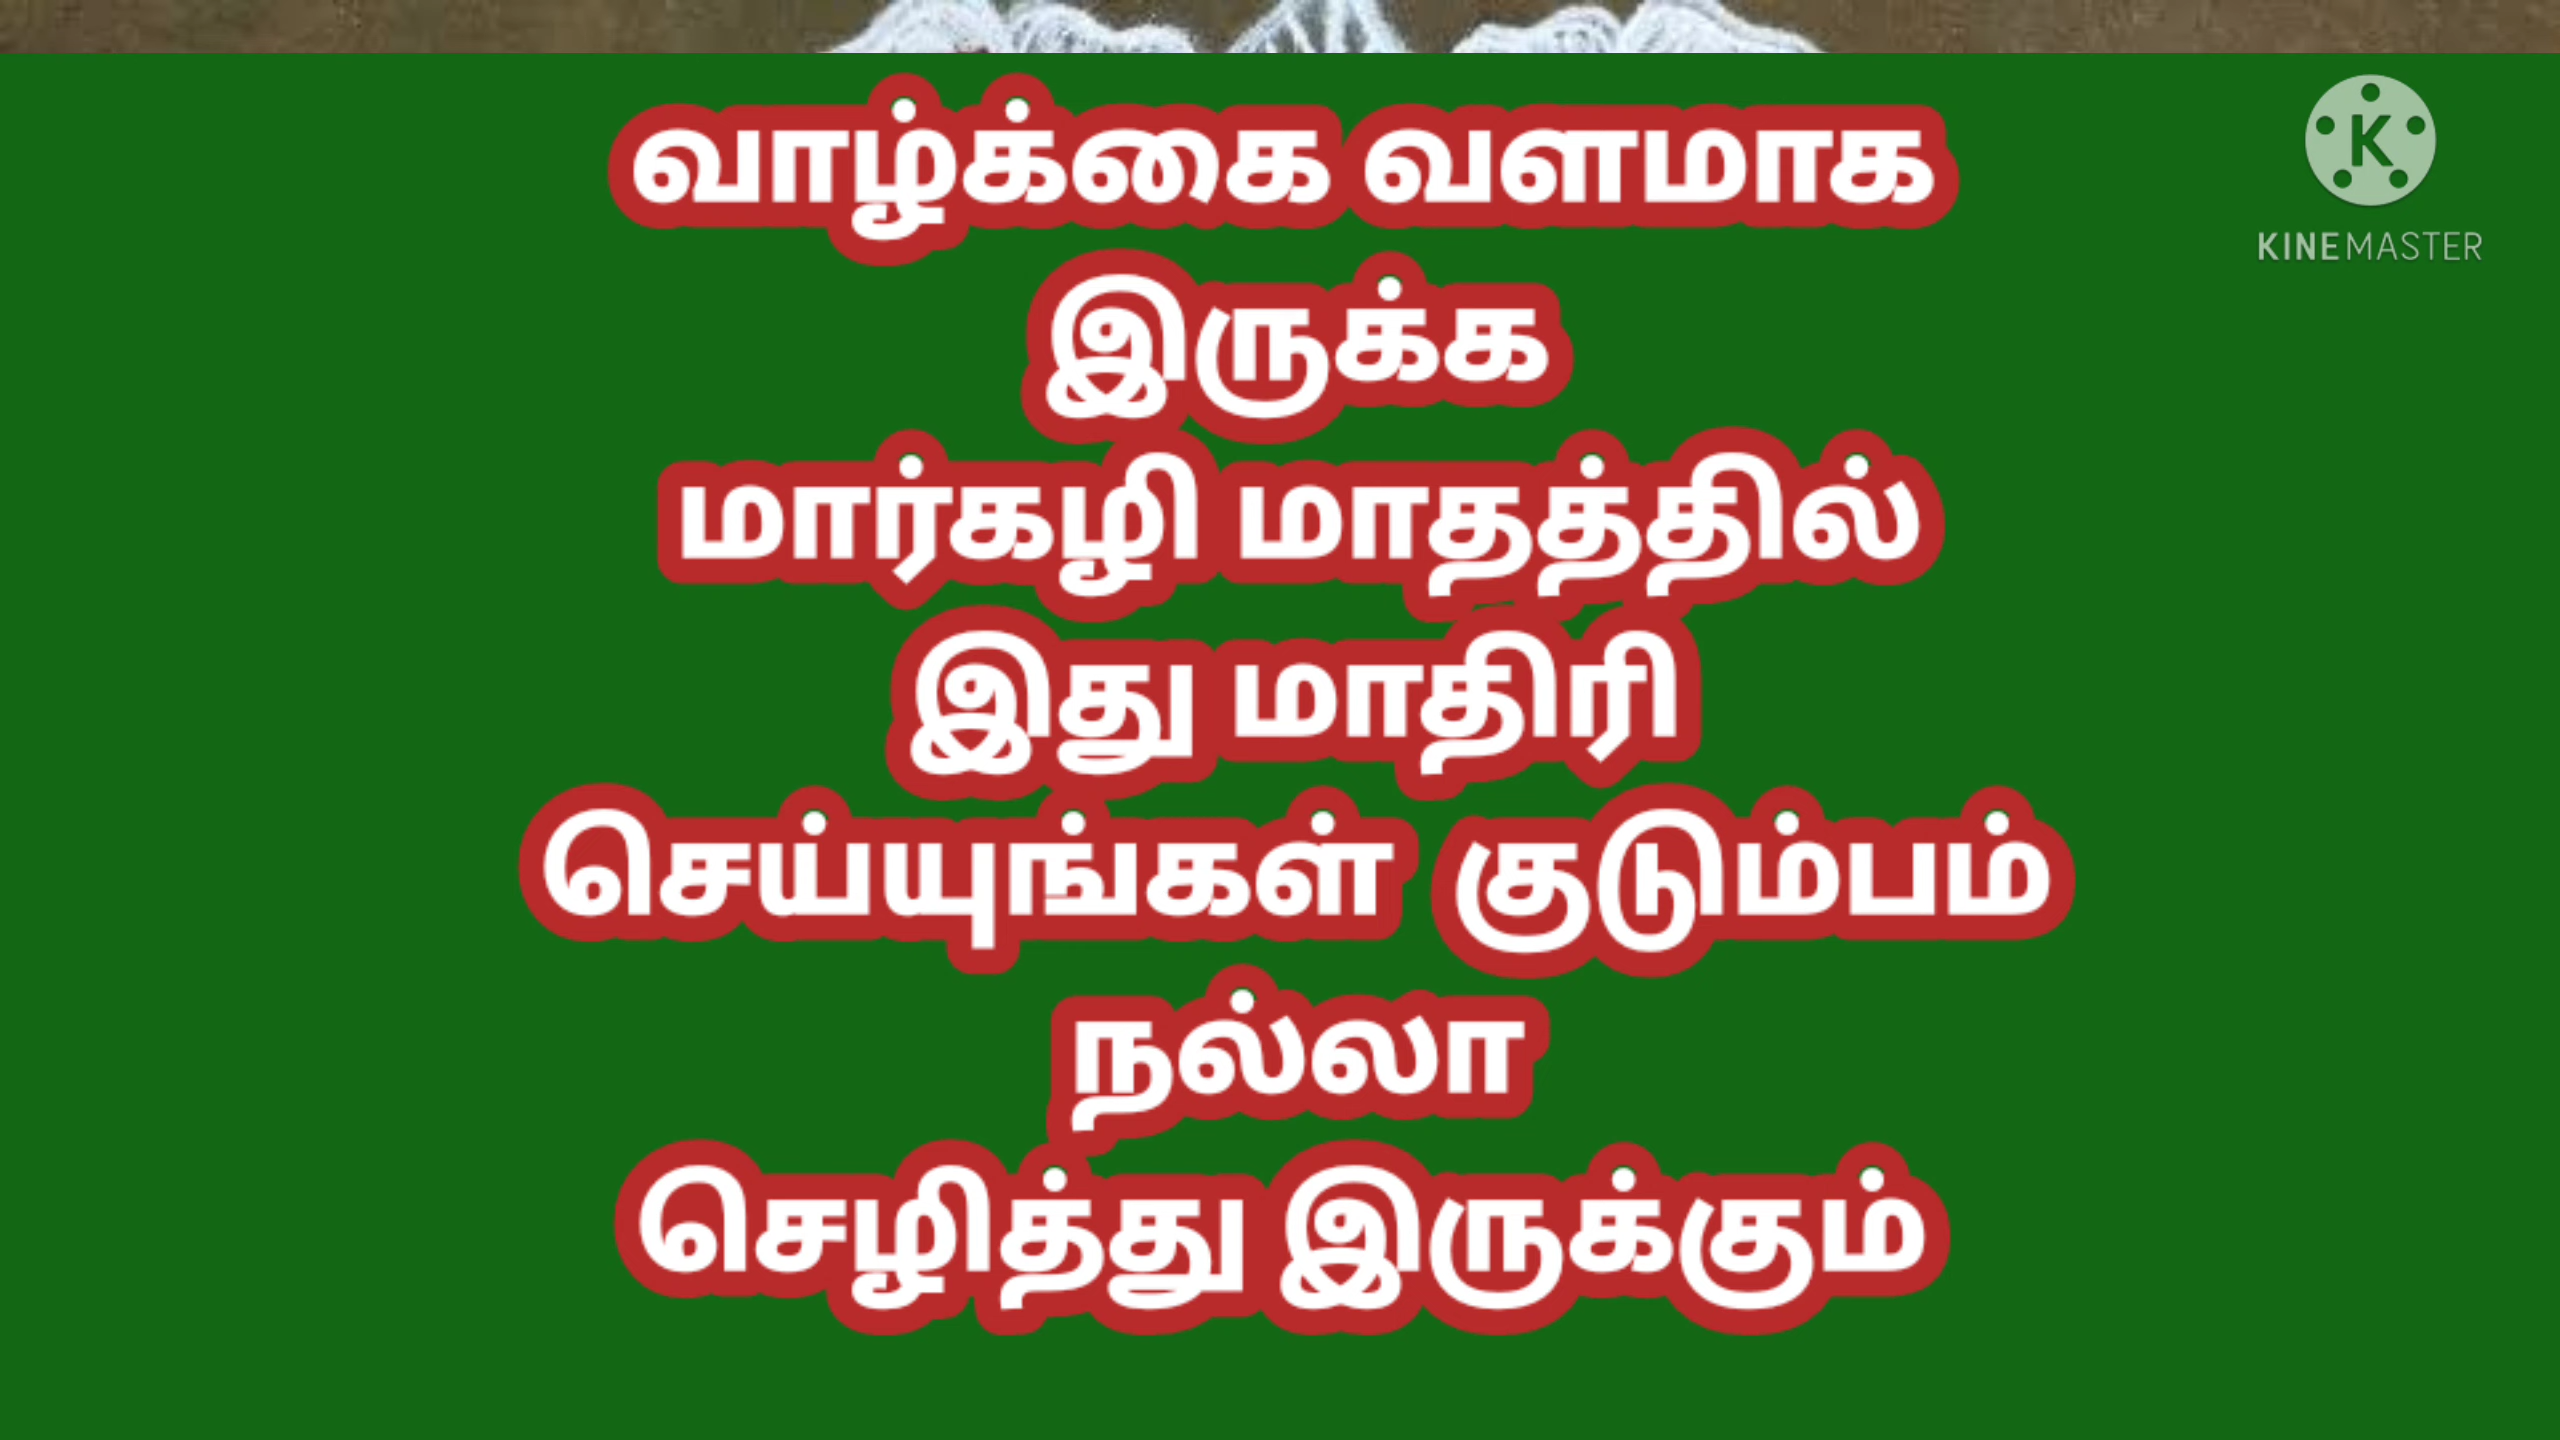 வாழ்க்கை வளமாக
இருக்க
மார்கழி மாதத்தில்
இது மாதிரி
செய்யுங்கள் குடும்பம்
நல்லா
செழித்து இருக்கும்
K
KINEMASTER